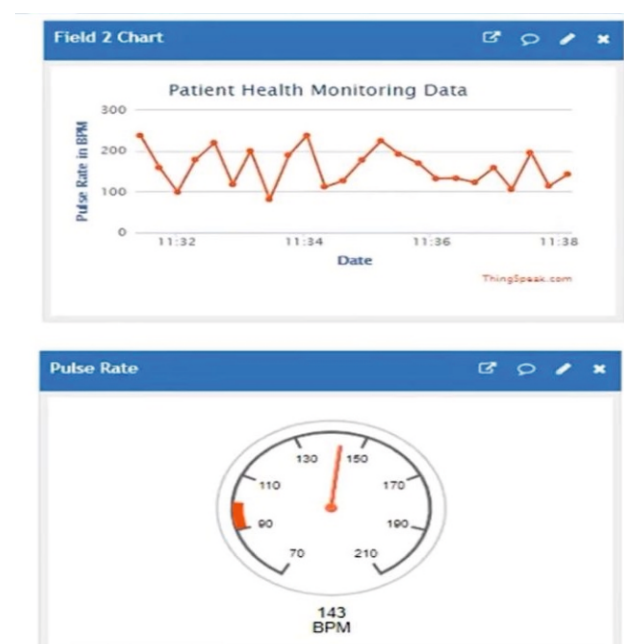 Field 2 Chart
Patient Health Monitoring Data
Pulse Rate in BPM
300
200
100
0
11:32
11:34
11:36
11:38
Date
ThingSpeak.com
Pulse Rate
130
150
110
170
90
190
70
210
143
BPM